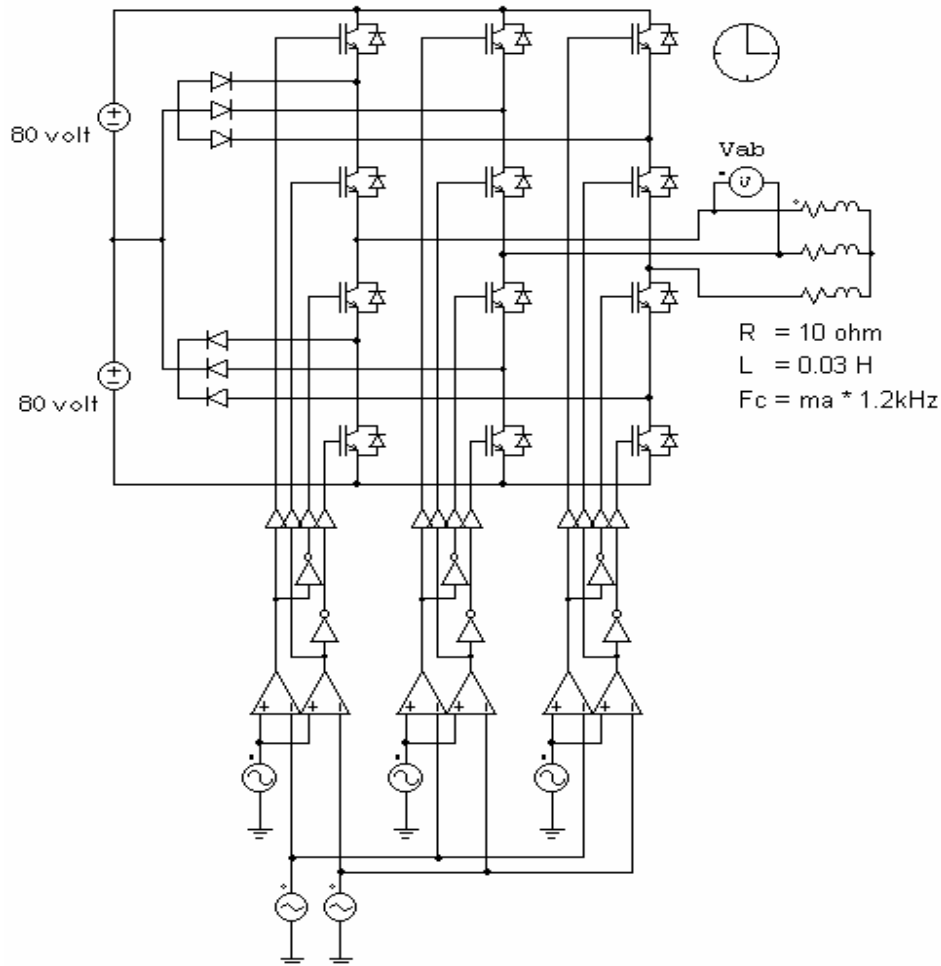 80 volt
Vab
80 volt
R = 10 ohm
L = 0.03 H
Fc = ma * 1.2kHz